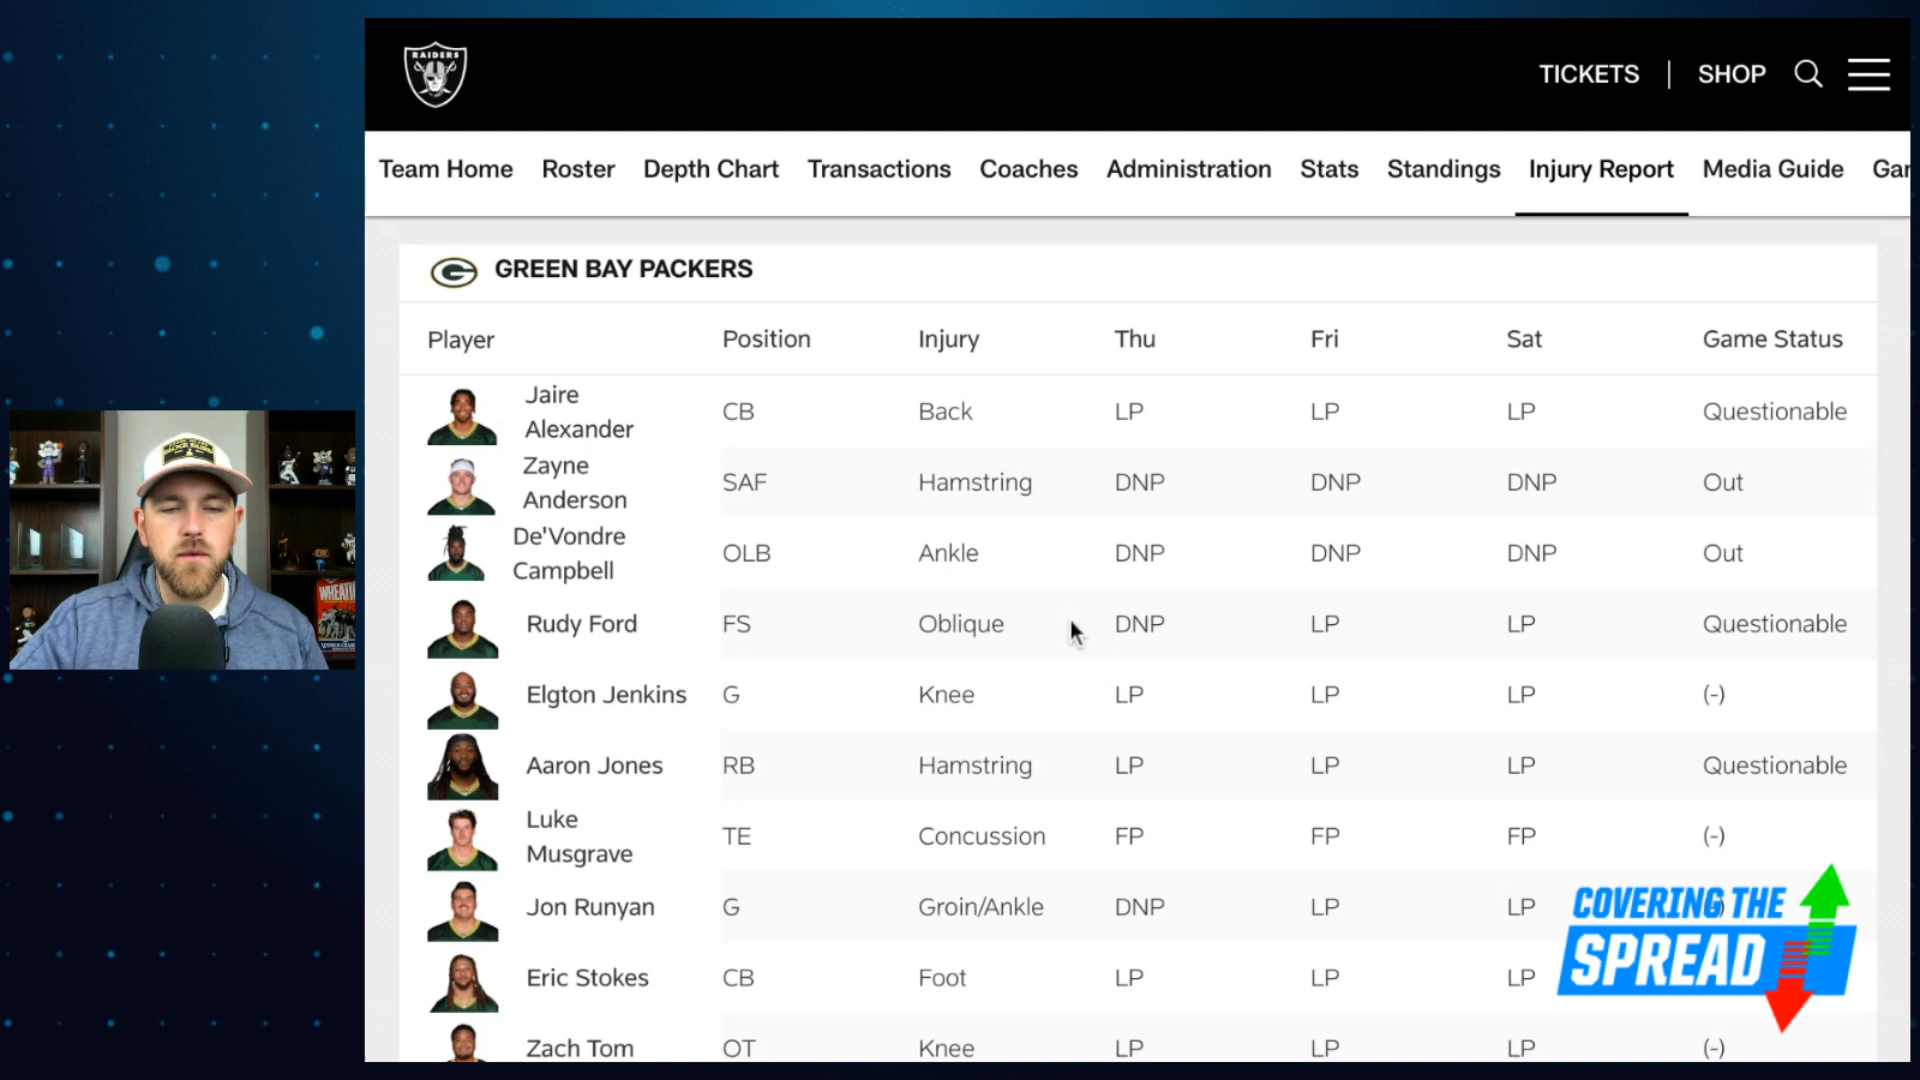 RAIDERS
TICKETS | SHOP
Team Home Roster Depth Chart Transactions Coaches Administration Stats Standings Injury Report Media Guide
GREEN BAY PACKERS
Player Position Injury Thu Fri Sat Game Status
Jaire Alexander CB Back LP LP LP Questionable
Zayne Anderson SAF Hamstring DNP DNP DNP Out
De'Vondre Campbell OLB Ankle DNP DNP DNP Out
Rudy Ford FS Oblique DNP LP LP Questionable
Elgton Jenkins G Knee LP LP LP (-)
Aaron Jones RB Hamstring LP LP LP Questionable
Luke Musgrave TE Concussion FP FP FP (-)
Jon Runyan G Groin/Ankle DNP LP LP
Eric Stokes CB Foot LP LP LP
Zach Tom OT Knee LP LP LP (-)
COVERING THE
SPREAD